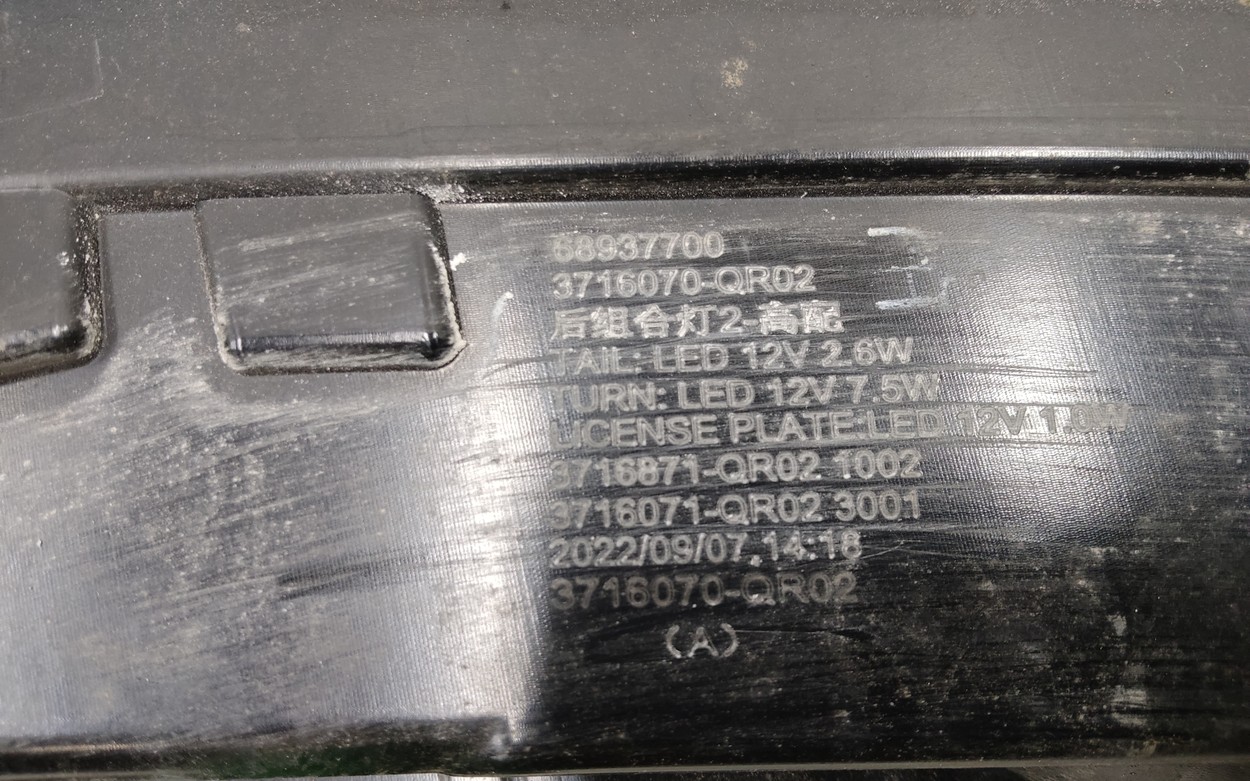 68937700
3716070-QR02
后组合灯2-高配
TAIL: LED 12V 2.6W
TURN: LED 12V 7.5W
LICENSE PLATE:LED 12V 1.0W
3716871-QR02 1002
3716071-QR02 3001
2022/09/07 14:18
3716070-QR02
(A)